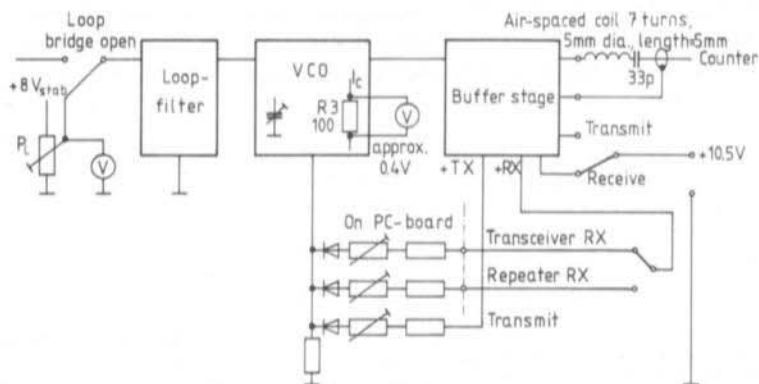 Loop
bridge open
+8Vstab
PL
V
Loop-
filter
VCO
Ic
R3
100
V
approx.
0.4V
Buffer stage
+TX
+RX
Air-spaced coil 7 turns,
5mm dia., length=5mm
33p
Counter
Transmit
Receive
+10.5V
On PC-board
Transceiver RX
Repeater RX
Transmit